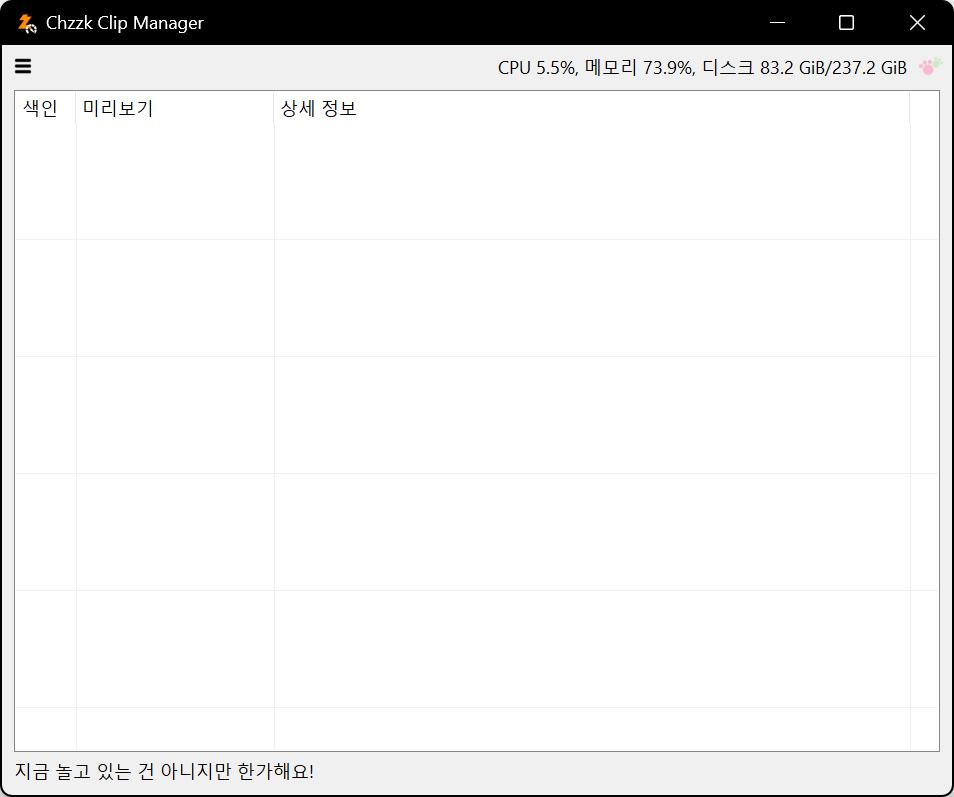 Chzzk Clip Manager
CPU 5.5%, 메모리 73.9%, 디스크 83.2 GiB/237.2 GiB
색인 미리보기 상세 정보
지금 놀고 있는 건 아니지만 한가해요!